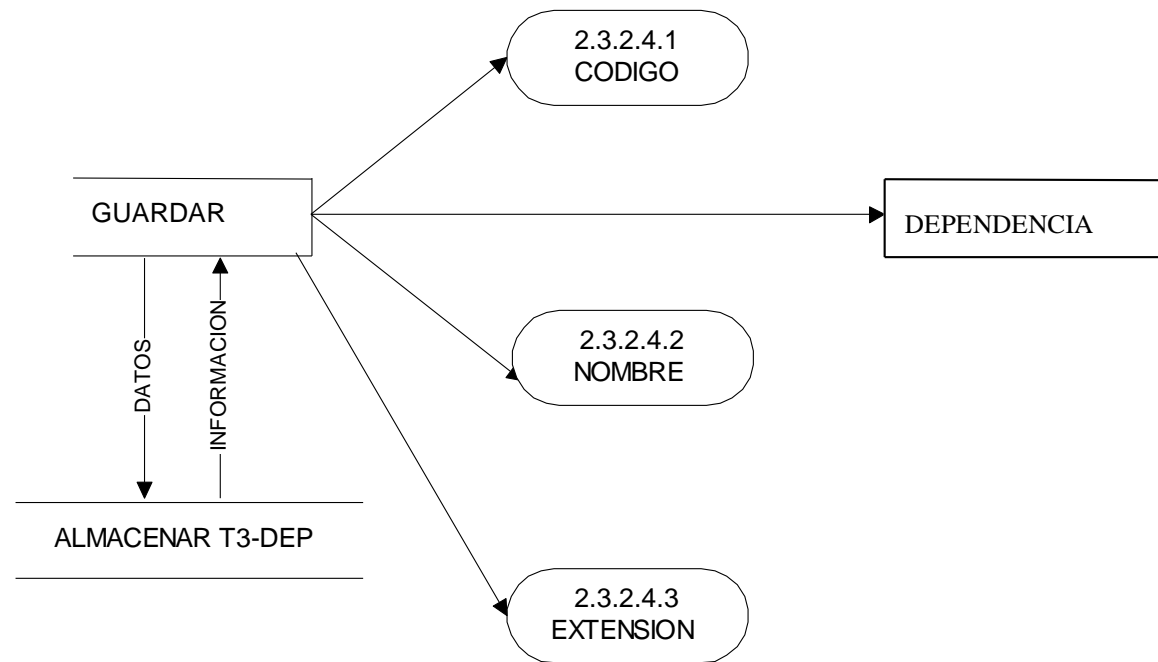 2.3.2.4.1
CODIGO
GUARDAR
DEPENDENCIA
2.3.2.4.2
NOMBRE
DATOS
INFORMACION
ALMACENAR T3-DEP
2.3.2.4.3
EXTENSION